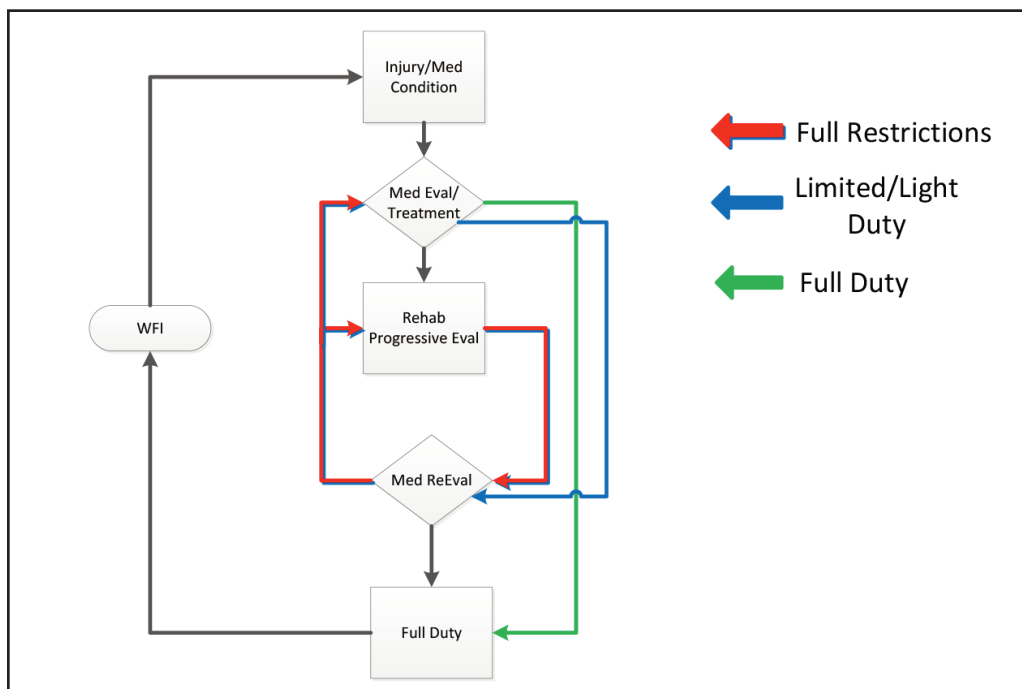 Injury/Med
Condition
Med Eval/
Treatment
Rehab
Progressive Eval
WFI
Med ReEval
Full Duty
Full Restrictions
Limited/Light
Duty
Full Duty